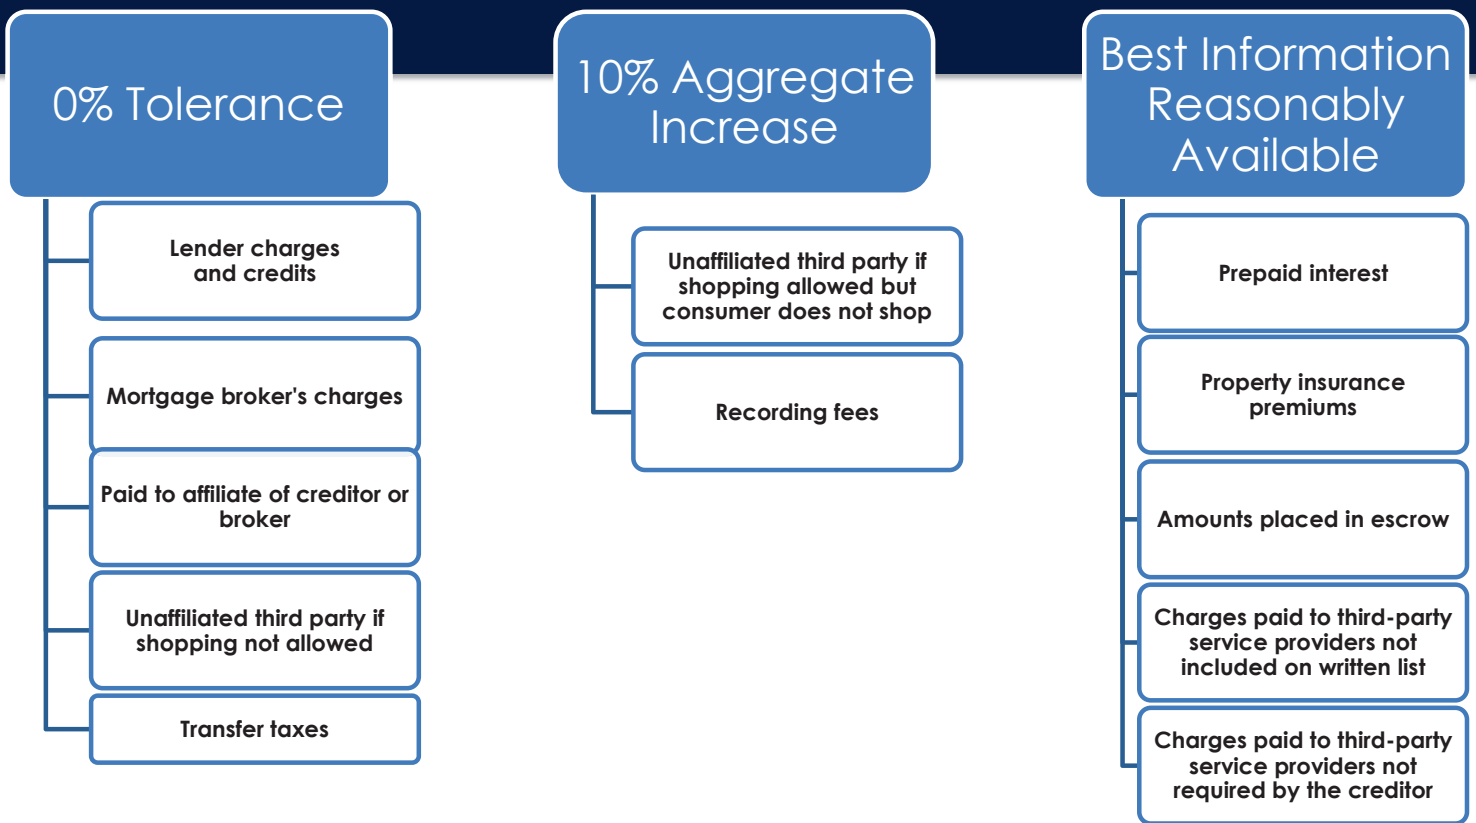 0% Tolerance
Lender charges
and credits
Mortgage broker's charges
Paid to affiliate of creditor or
broker
Unaffiliated third party if
shopping not allowed
Transfer taxes
10% Aggregate
Increase
Unaffiliated third party if
shopping allowed but
consumer does not shop
Recording fees
Best Information
Reasonably
Available
Prepaid interest
Property insurance
premiums
Amounts placed in escrow
Charges paid to third-party
service providers not
included on written list
Charges paid to third-party
service providers not
required by the creditor